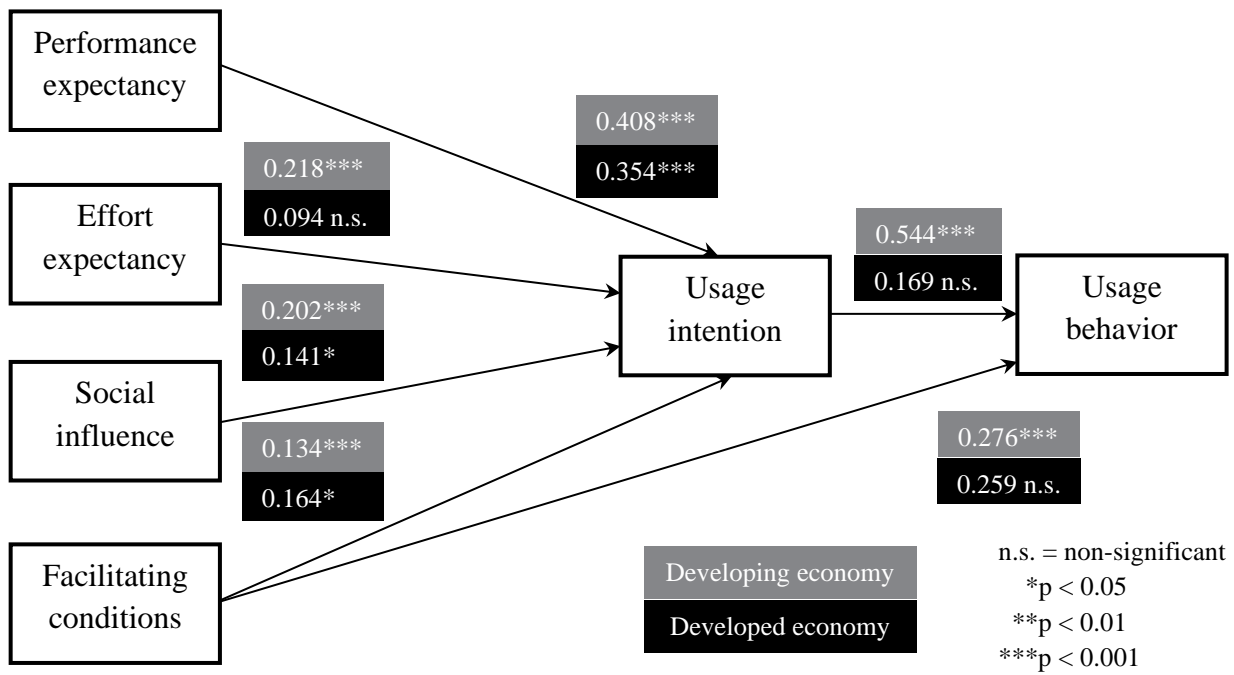 Performance
expectancy
0.408***
0.354***
0.218***
0.094 n.s.
Effort
expectancy
0.544***
0.169 n.s.
Usage
intention
Usage
behavior
0.202***
0.141*
Social
influence
0.134***
0.164*
0.276***
0.259 n.s.
Facilitating
conditions
Developing economy
Developed economy
n.s. = non-significant
*p < 0.05
**p < 0.01
***p < 0.001